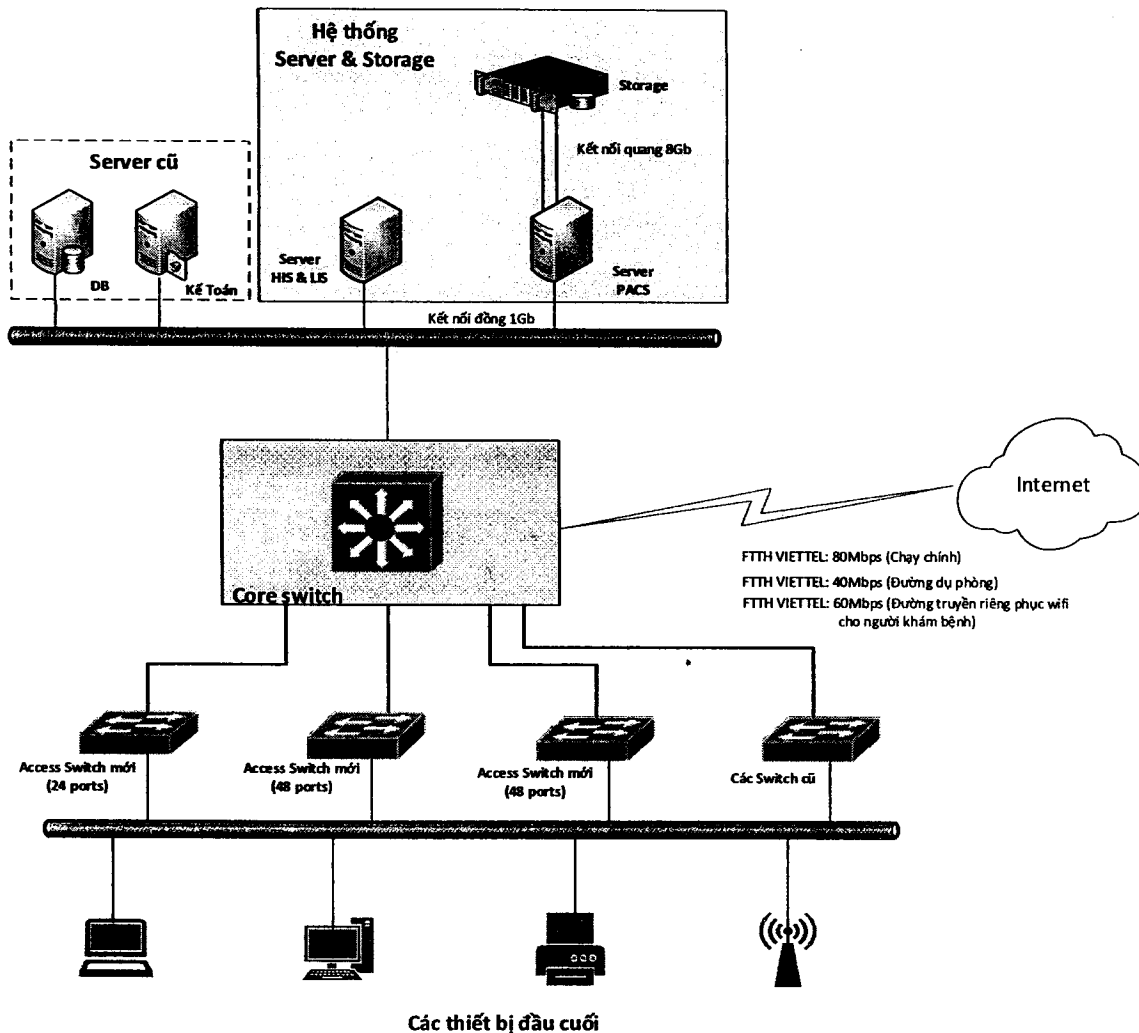 Hệ thống
Server & Storage
Storage
Kết nối quang 8Gb
Server cũ
DB
Kế Toán
Server
HIS & LIS
Server
PACS
Kết nối đồng 1Gb
Core switch
Internet
FTTH VIETTEL: 80Mbps (Chạy chính)
FTTH VIETTEL: 40Mbps (Đường dụ phòng)
FTTH VIETTEL: 60Mbps (Đường truyền riêng phục wifi
cho người khám bệnh)
Access Switch mới
(24 ports)
Access Switch mới
(48 ports)
Access Switch mới
(48 ports)
Các Switch cũ
Các thiết bị đầu cuối